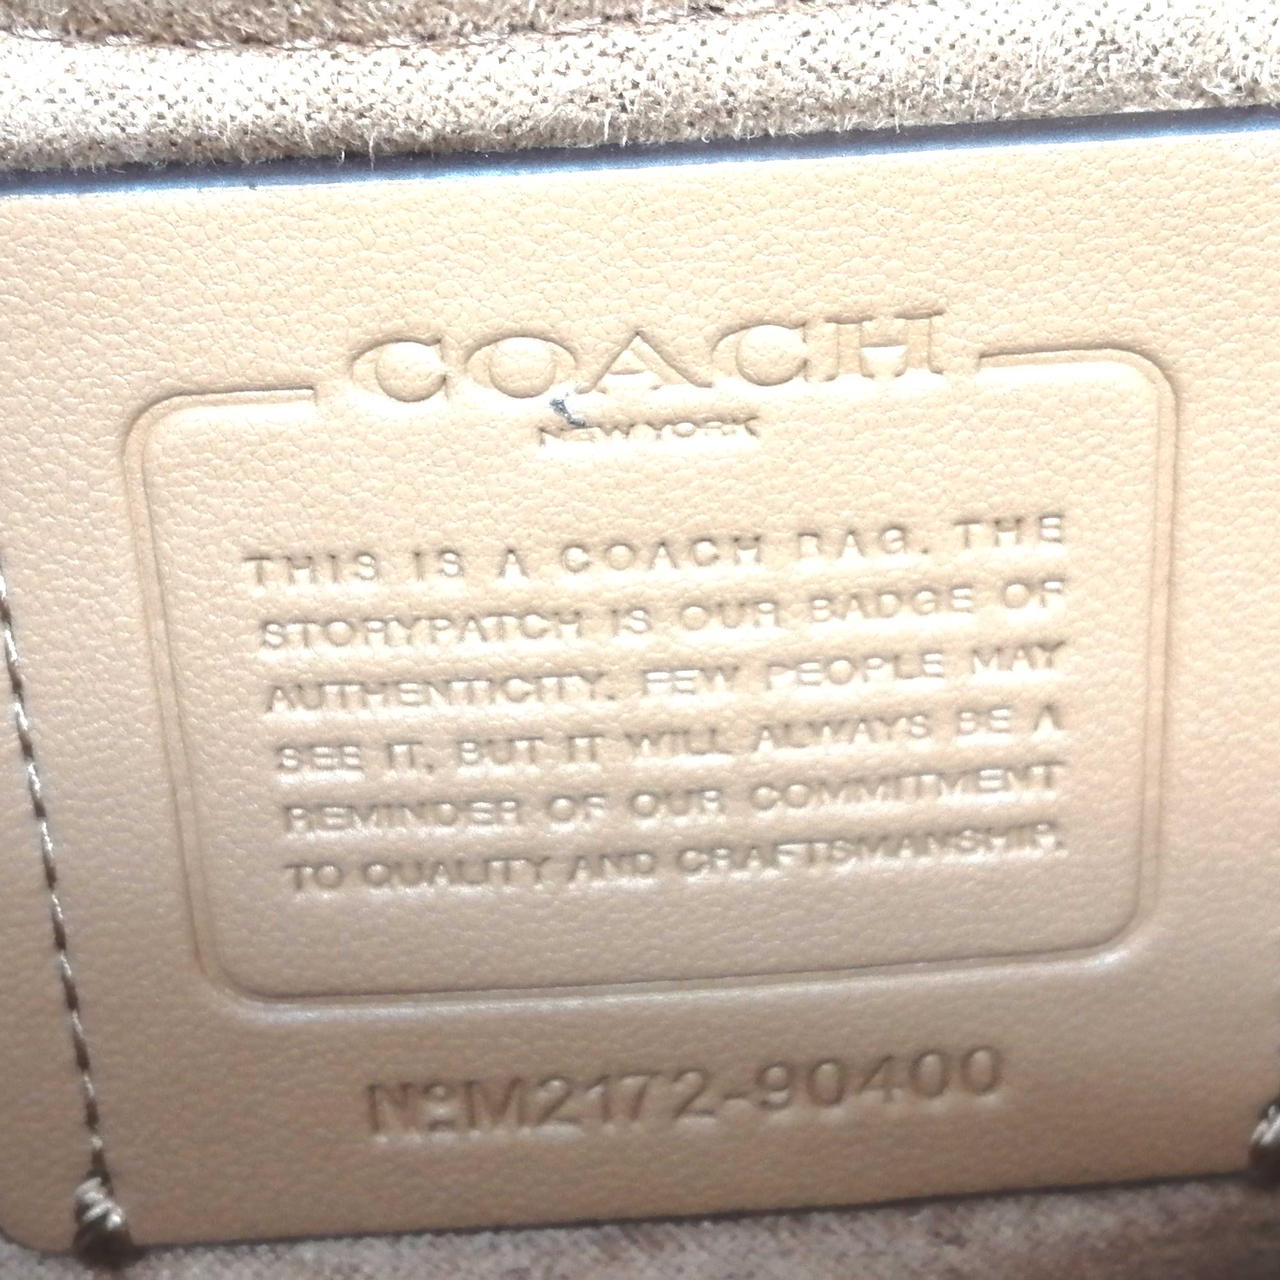 COACH
NEW YORK
THIS IS A COACH BAG. THE
STORYPATCH IS OUR BADGE OF
AUTHENTICITY. FEW PEOPLE MAY
SEE IT, BUT IT WILL ALWAYS BE A
REMINDER OF OUR COMMITMENT
TO QUALITY AND CRAFTSMANSHIP.
NºM2172-90400